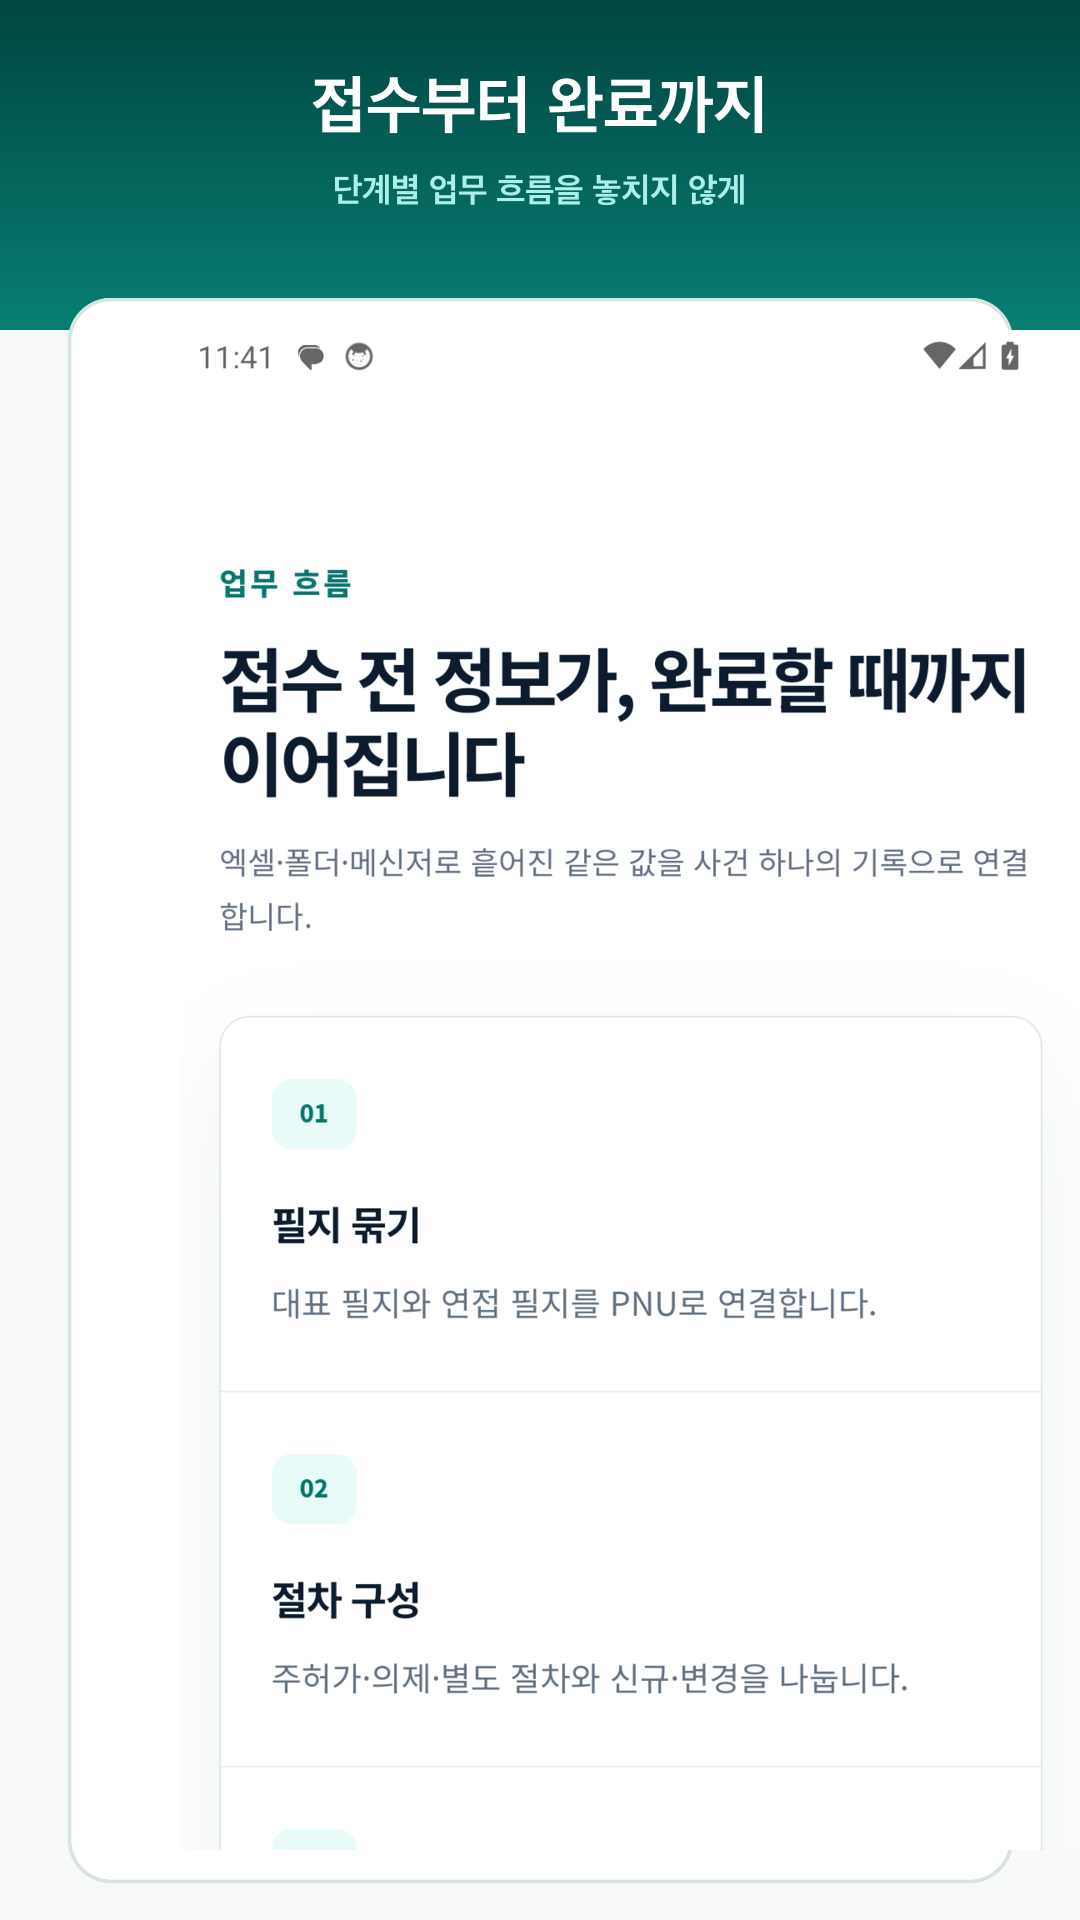 접수부터 완료까지
단계별 업무 흐름을 놓치지 않게
11:41
업무 흐름
접수 전 정보가, 완료할 때까지
이어집니다
엑셀·폴더·메신저로 흩어진 같은 값을 사건 하나의 기록으로 연결
합니다.
01
필지 묶기
대표 필지와 연접 필지를 PNU로 연결합니다.
02
절차 구성
주허가·의제·별도 절차와 신규·변경을 나눕니다.